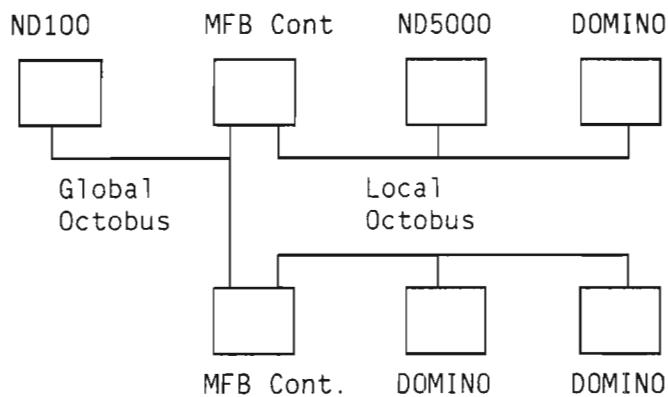 ND100 MFB Cont ND5000 DOMINO
Global Local
Octobus Octobus
MFB Cont. DOMINO DOMINO